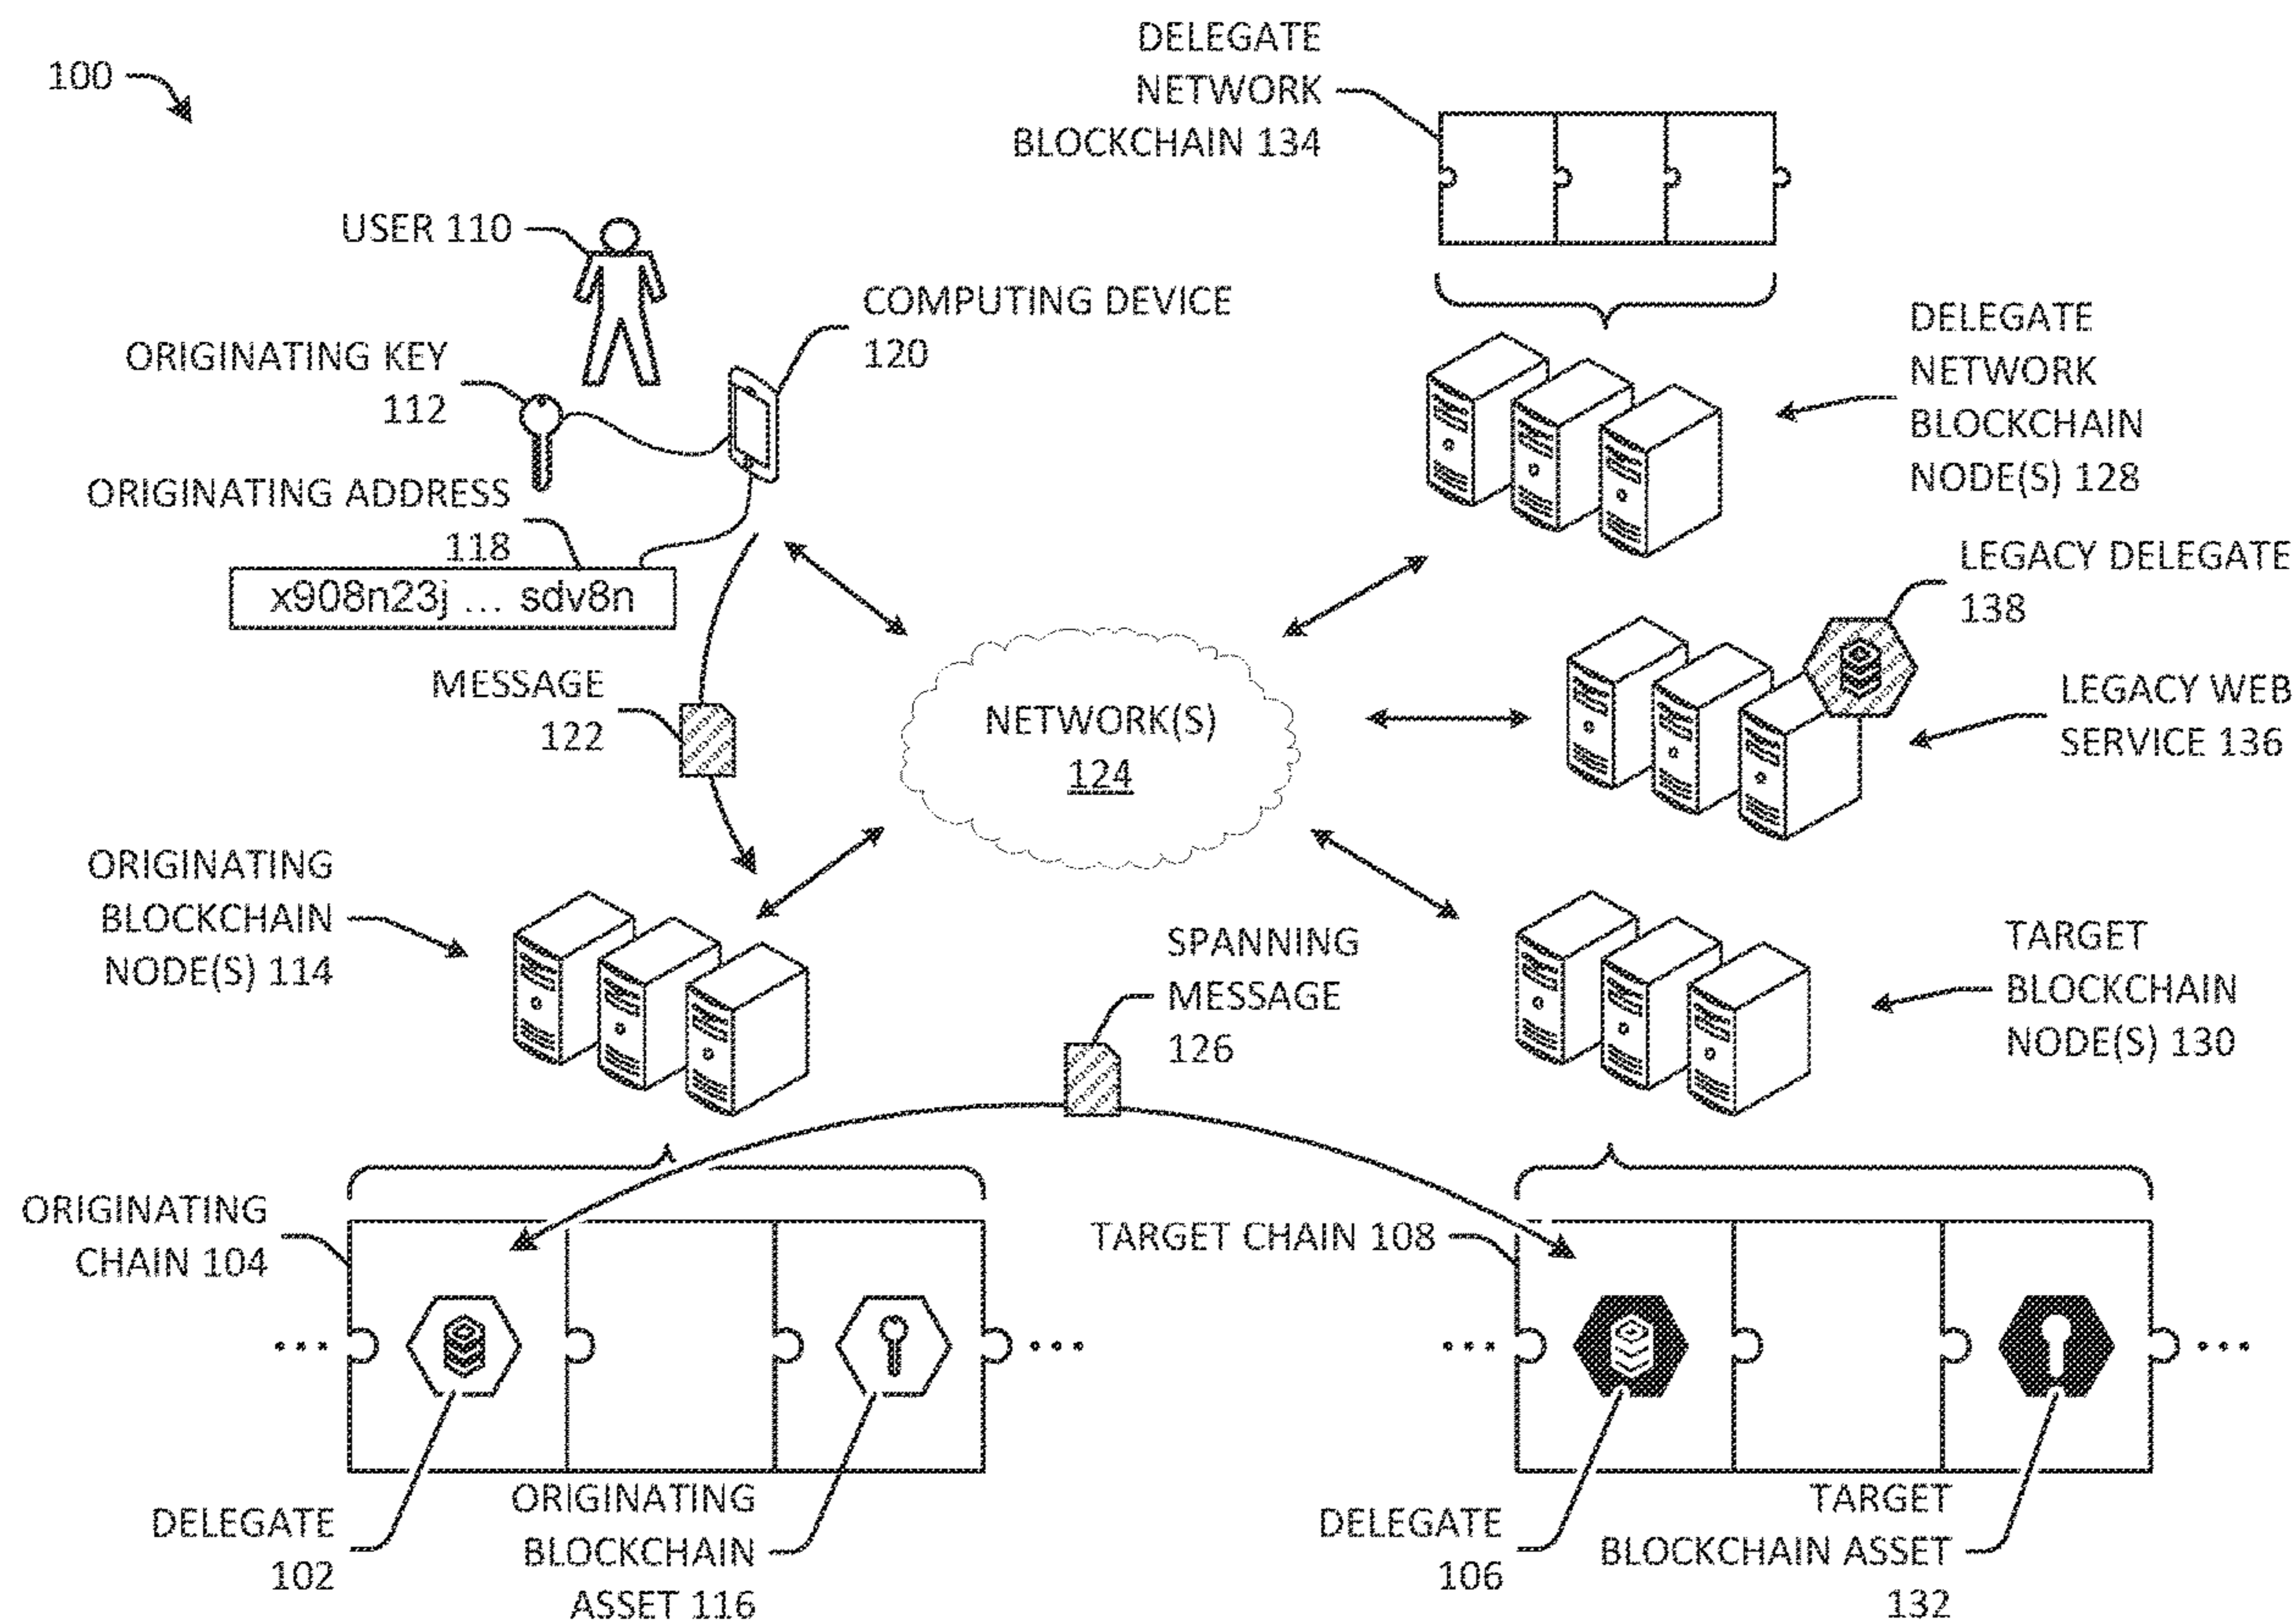 100
DELEGATE
NETWORK
BLOCKCHAIN 134
USER 110
COMPUTING DEVICE
120
ORIGINATING KEY
112
ORIGINATING ADDRESS
118
x908n23j ... sdv8n
DELEGATE
NETWORK
BLOCKCHAIN
NODE(S) 128
LEGACY DELEGATE
138
LEGACY WEB
SERVICE 136
MESSAGE
122
NETWORK(S)
124
ORIGINATING
BLOCKCHAIN
NODE(S) 114
SPANNING
MESSAGE
126
TARGET
BLOCKCHAIN
NODE(S) 130
ORIGINATING
CHAIN 104
TARGET CHAIN 108
...
...
...
...
DELEGATE
102
ORIGINATING
BLOCKCHAIN
ASSET 116
DELEGATE
106
TARGET
BLOCKCHAIN ASSET
132